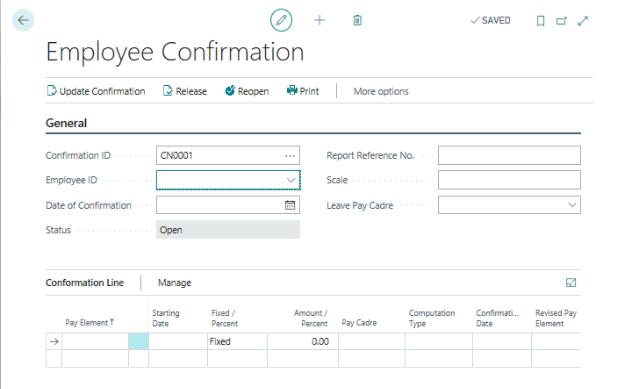 ✓ SAVED
Employee Confirmation
Update Confirmation Release Reopen Print More options
General
Confirmation ID CN0001 ... Report Reference No.
Employee ID Scale
Date of Confirmation Leave Pay Cadre
Status Open
Conformation Line Manage
Pay Element ↑ Starting Date Fixed / Percent Amount / Percent Pay Cadre Computation Type Confirmati... Date Revised Pay Element
→ Fixed 0.00